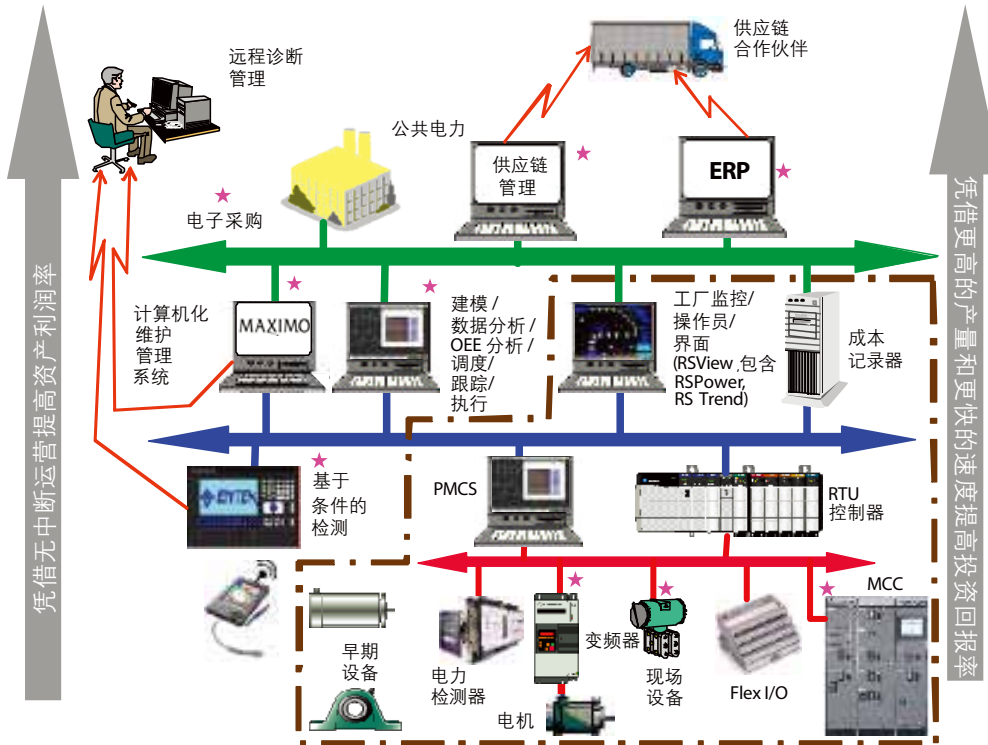 远程诊断
管理
供应链
合作伙伴
公共电力
供应链
管理
ERP
电子采购
凭借无中断运营提高资产利润率
凭借更高的产量和更快的速度提高投资回报率
计算机化
维护
管理
系统
MAXIMO
建模/
数据分析/
OEE 分析/
调度/
跟踪/
执行
工厂监控/
操作员/
界面
(RSView,包含
RSPower,
RS Trend)
成本
记录器
基于
条件的
检测
PMCS
RTU
控制器
MCC
早期
设备
电力
检测器
变频器
电机
现场
设备
Flex I/O